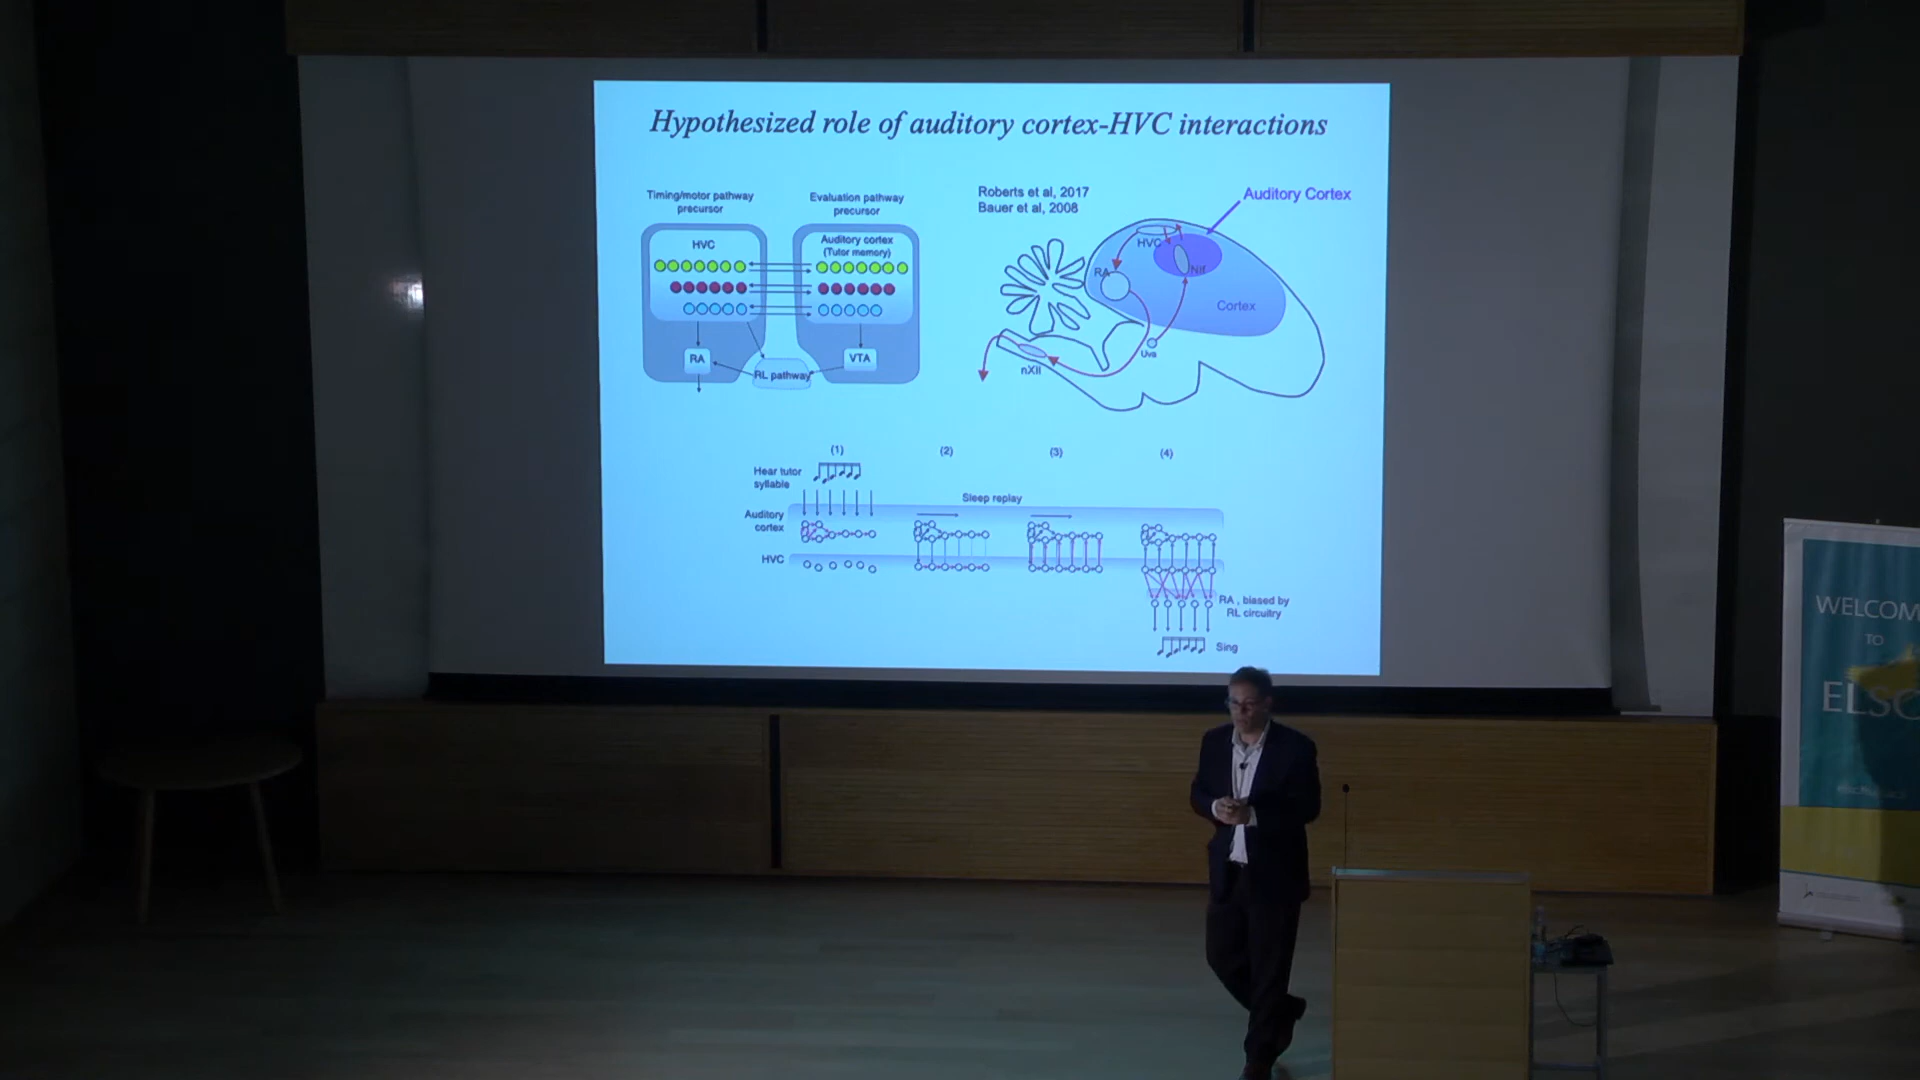 Hypothesized role of auditory cortex-HVC interactions
Timing/motor pathway
precursor
Evaluation pathway
precursor
HVC
Auditory cortex
(Tutor memory)
RA
RL pathway
VTA
Roberts et al, 2017
Bauer et al, 2008
Auditory Cortex
HVC
Nif
RA
Cortex
Uva
nXII
(1)
(2)
(3)
(4)
Hear tutor
syllable
Sleep replay
Auditory
cortex
HVC
RA , biased by
RL circuitry
Sing
WELCOM
TO
ELSC